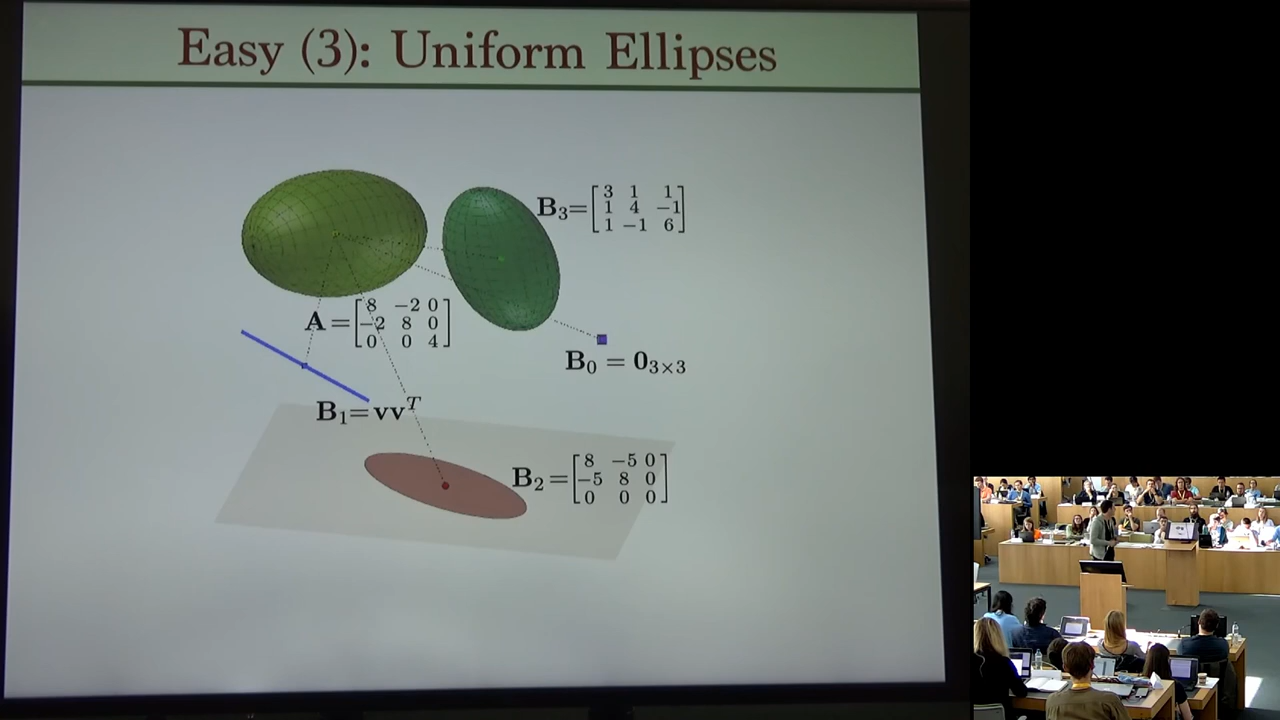 Easy (3): Uniform Ellipses
B₃=[3 1 1
1 4 −1
1 −1 6]
A=[8 −2 0
−2 8 0
0 0 4]
B₀ = 0₃ₓ₃
B₁=vvᵀ
B₂=[8 −5 0
−5 8 0
0 0 0]